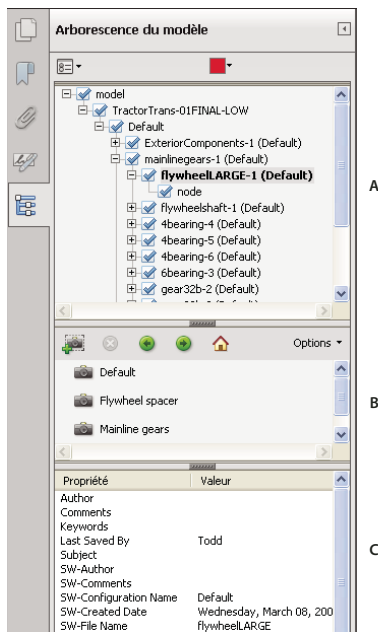 Arborescence du modèle
model
TractorTrans-01FINAL-LOW
Default
ExteriorComponents-1 (Default)
mainlinegears-1 (Default)
flywheelLARGE-1 (Default)
node
flywheelshaft-1 (Default)
4bearing-4 (Default)
4bearing-5 (Default)
4bearing-6 (Default)
6bearing-3 (Default)
gear32b-2 (Default)
A
Options
Default
Flywheel spacer
Mainline gears
B
Propriété Valeur
Author
Comments
Keywords
Last Saved By Todd
Subject
SW-Author
SW-Comments
SW-Configuration Name Default
SW-Created Date Wednesday, March 08, 200
SW-File Name flywheelLARGE
C